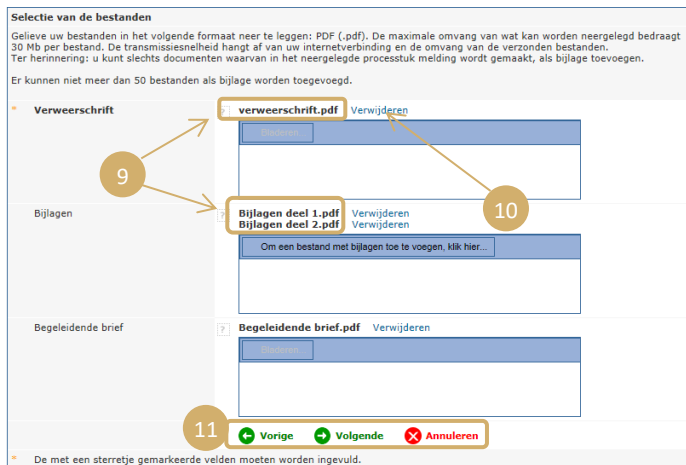 Selectie van de bestanden
Gelieve uw bestanden in het volgende formaat neer te leggen: PDF (.pdf). De maximale omvang van wat kan worden neergelegd bedraagt
30 Mb per bestand. De transmissiesnelheid hangt af van uw internetverbinding en de omvang van de verzonden bestanden.
Ter herinnering: u kunt slechts documenten waarvan in het neergelegde processtuk melding wordt gemaakt, als bijlage toevoegen.
Er kunnen niet meer dan 50 bestanden als bijlage worden toegevoegd.
* Verweerschrift ? verweerschrift.pdf Verwijderen
Bladeren...
9
10
Bijlagen ? Bijlagen deel 1.pdf Verwijderen
Bijlagen deel 2.pdf Verwijderen
Om een bestand met bijlagen toe te voegen, klik hier...
Begeleidende brief ? Begeleidende brief.pdf Verwijderen
Bladeren...
11 Vorige Volgende Annuleren
* De met een sterretje gemarkeerde velden moeten worden ingevuld.